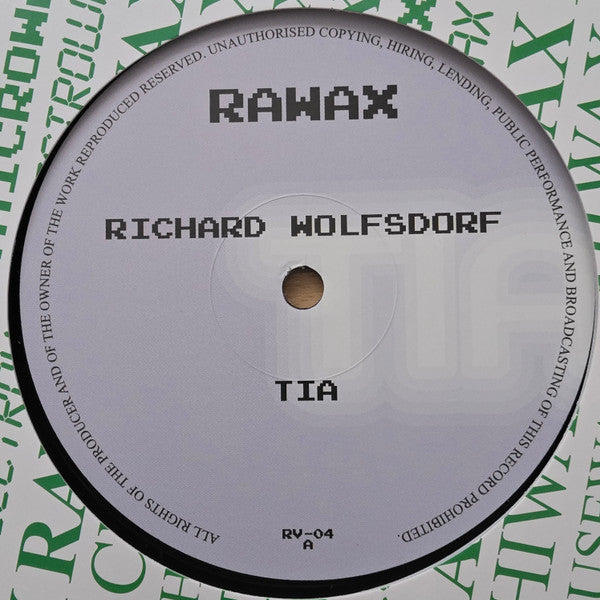 RAWAX
RICHARD WOLFSDORF
TIA
TIA
RV-04
A
ALL RIGHTS OF THE PRODUCER AND OF THE OWNER OF THE WORK REPRODUCED RESERVED. UNAUTHORISED COPYING, HIRING, LENDING, PUBLIC PERFORMANCE AND BROADCASTING OF THIS RECORD PROHIBITED.